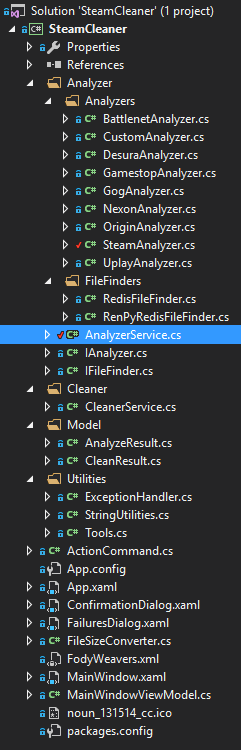 Solution 'SteamCleaner' (1 project)
SteamCleaner
Properties
References
Analyzer
Analyzers
BattlenetAnalyzer.cs
CustomAnalyzer.cs
DesuraAnalyzer.cs
GamestopAnalyzer.cs
GogAnalyzer.cs
NexonAnalyzer.cs
OriginAnalyzer.cs
SteamAnalyzer.cs
UplayAnalyzer.cs
FileFinders
RedisFileFinder.cs
RenPyRedisFileFinder.cs
AnalyzerService.cs
IAnalyzer.cs
IFileFinder.cs
Cleaner
CleanerService.cs
Model
AnalyzeResult.cs
CleanResult.cs
Utilities
ExceptionHandler.cs
StringUtilities.cs
Tools.cs
ActionCommand.cs
App.config
App.xaml
ConfirmationDialog.xaml
FailuresDialog.xaml
FileSizeConverter.cs
FodyWeavers.xml
MainWindow.xaml
MainWindowViewModel.cs
noun_131514_cc.ico
packages.config